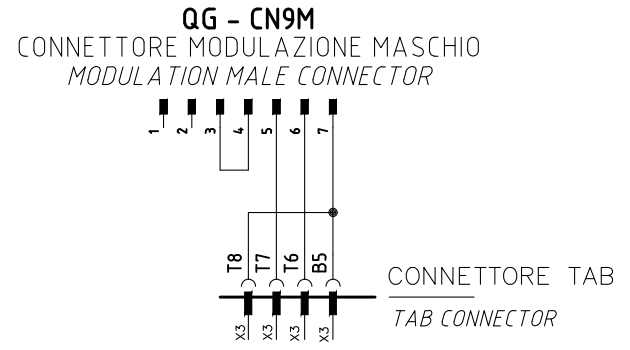 QG - CN9M
CONNETTORE MODULAZIONE MASCHIO
MODULATION MALE CONNECTOR
1 2 3 4 5 6 7
T8 T7 T6 B5
CONNETTORE TAB
TAB CONNECTOR
X3 X3 X3 X3